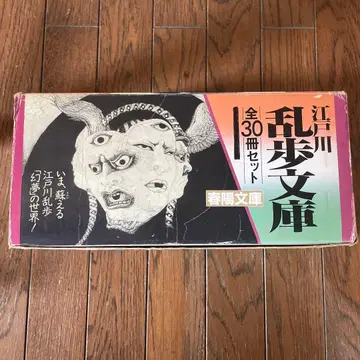 江戸川
乱歩文庫
全30冊セット
春陽文庫
いま、蘇える
江戸川乱歩
「幻夢」の世界！